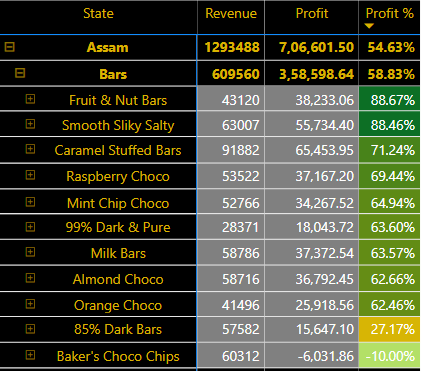 State Revenue Profit Profit %
Assam 1293488 7,06,601.50 54.63%
Bars 609560 3,58,598.64 58.83%
Fruit & Nut Bars 43120 38,233.06 88.67%
Smooth Sliky Salty 63007 55,734.40 88.46%
Caramel Stuffed Bars 91882 65,453.95 71.24%
Raspberry Choco 53522 37,167.20 69.44%
Mint Chip Choco 52766 34,267.52 64.94%
99% Dark & Pure 28371 18,043.72 63.60%
Milk Bars 58786 37,372.54 63.57%
Almond Choco 58716 36,792.45 62.66%
Orange Choco 41496 25,918.56 62.46%
85% Dark Bars 57582 15,647.10 27.17%
Baker's Choco Chips 60312 -6,031.86 -10.00%